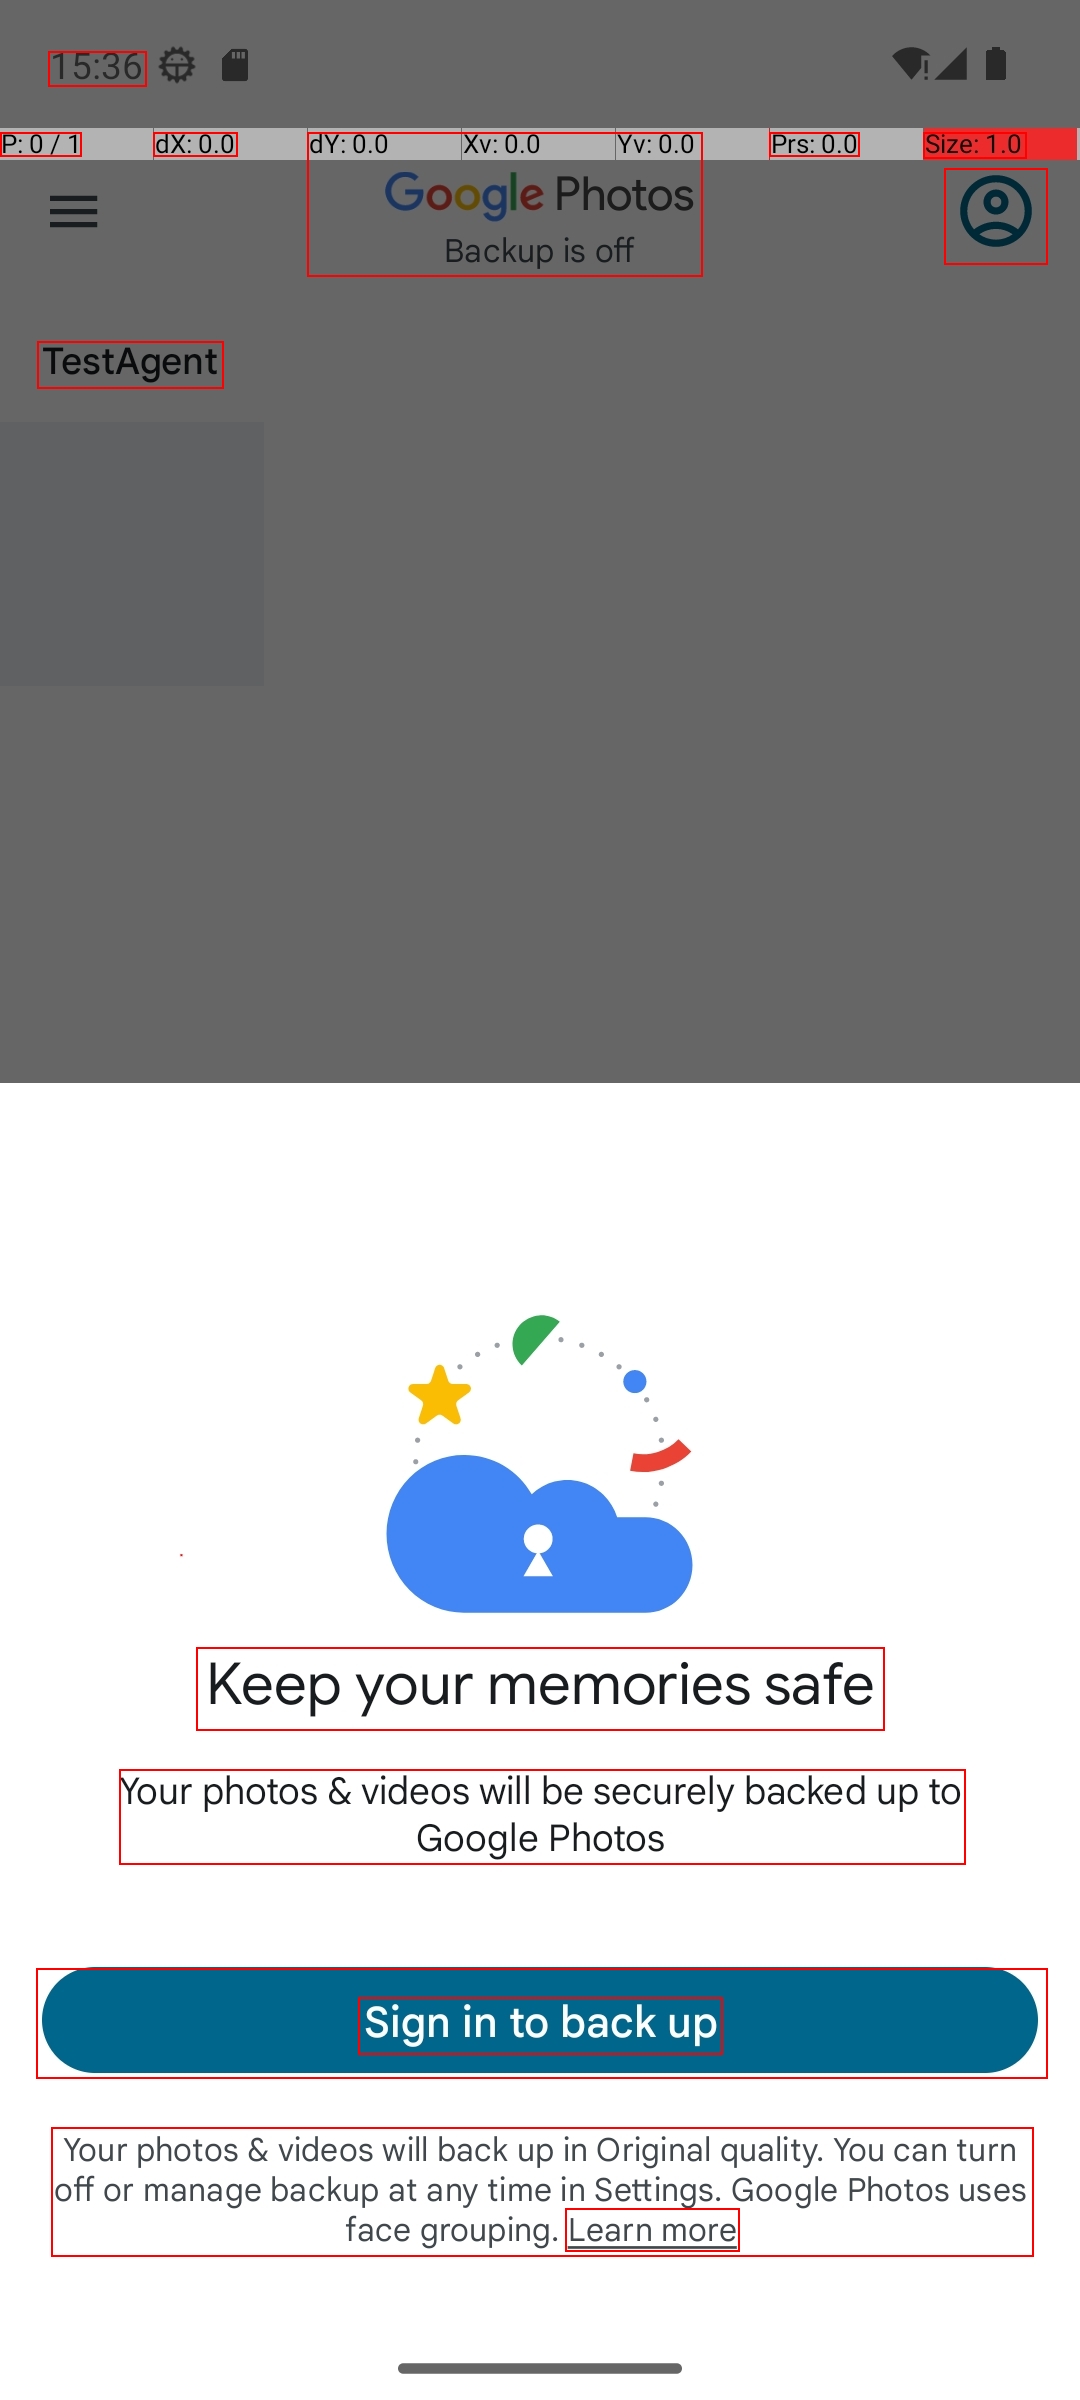 15:36
P: 0 / 1 dX: 0.0 dY: 0.0 Xv: 0.0 Yv: 0.0 Prs: 0.0 Size: 1.0
Google Photos
Backup is off
TestAgent
Keep your memories safe
Your photos & videos will be securely backed up to
Google Photos
Sign in to back up
Your photos & videos will back up in Original quality. You can turn
off or manage backup at any time in Settings. Google Photos uses
face grouping. Learn more